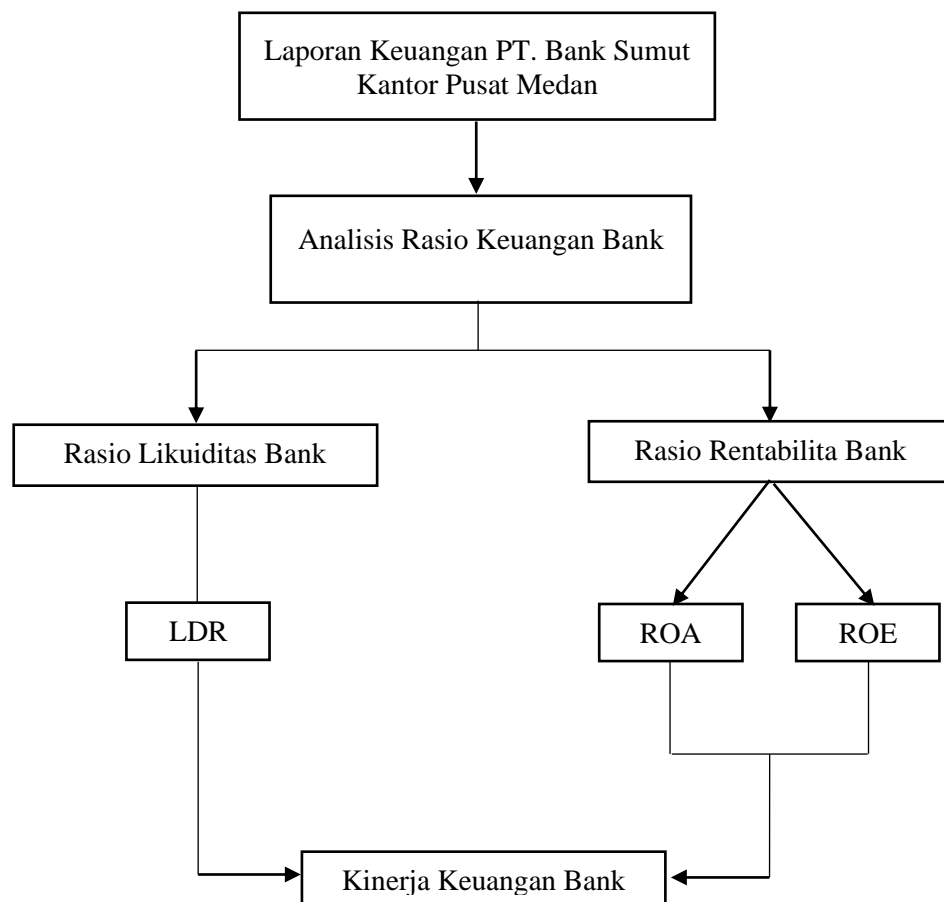 Laporan Keuangan PT. Bank Sumut
Kantor Pusat Medan
Analisis Rasio Keuangan Bank
Rasio Likuiditas Bank
Rasio Rentabilita Bank
LDR
ROA
ROE
Kinerja Keuangan Bank